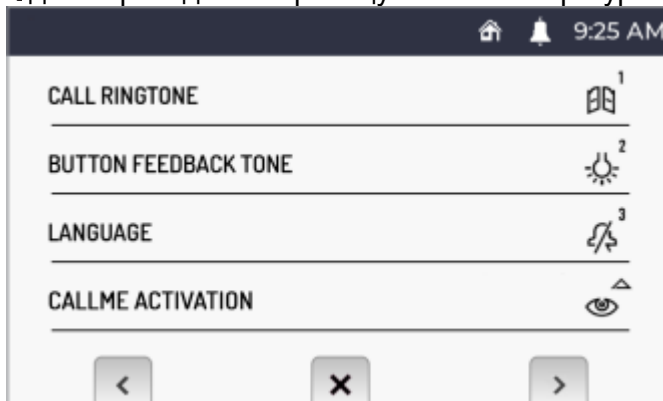 9:25 AM
CALL RINGTONE
1
BUTTON FEEDBACK TONE
2
LANGUAGE
3
CALLME ACTIVATION